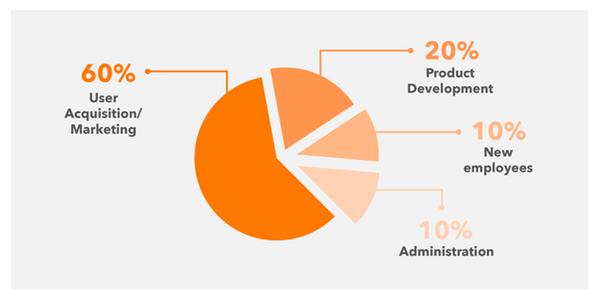 60%
User
Acquisition/
Marketing
20%
Product
Development
10%
New
employees
10%
Administration